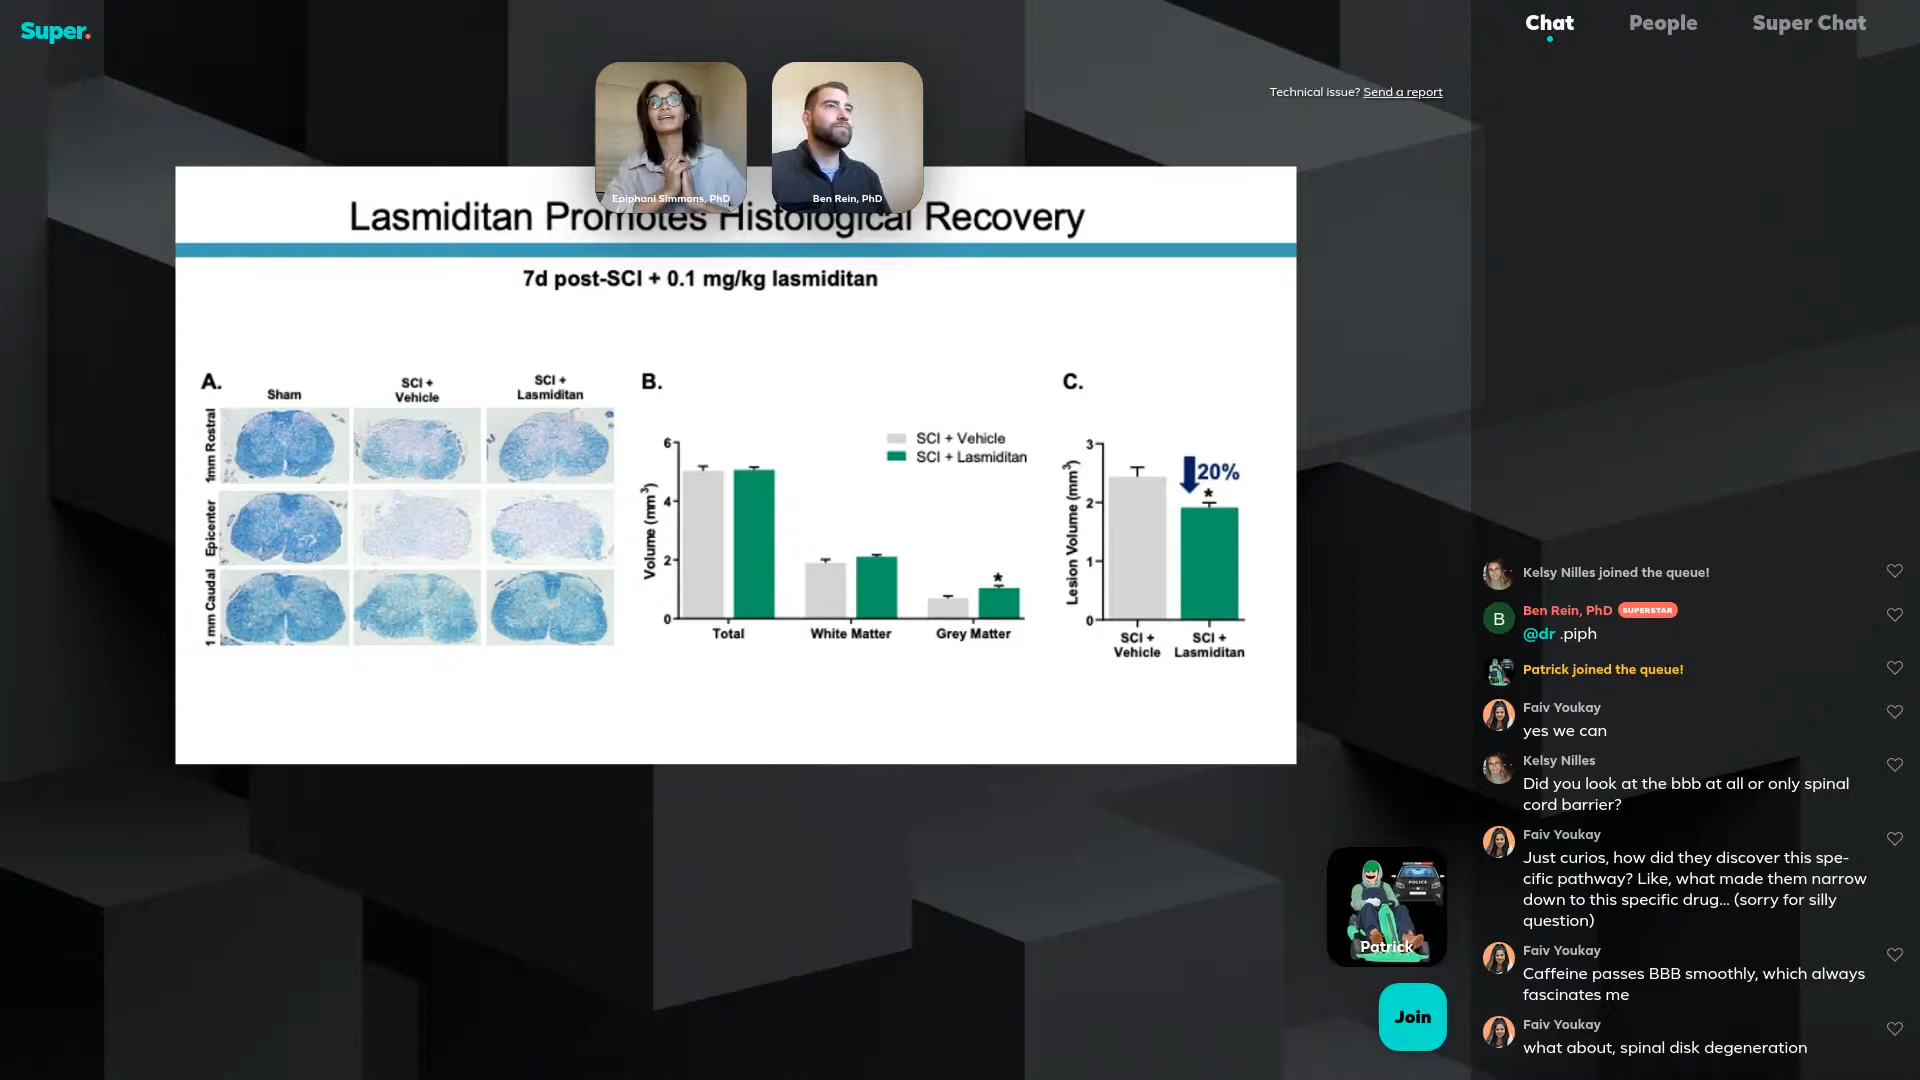 Super.
Chat
People
Super Chat
Technical issue? Send a report
Epiphani Simmons, PhD
Ben Rein, PhD
Lasmiditan Promotes Histological Recovery
7d post-SCI + 0.1 mg/kg lasmiditan
A.
Sham
SCI +
Vehicle
SCI +
Lasmiditan
1mm Rostral
Epicenter
1 mm Caudal
B.
SCI + Vehicle
SCI + Lasmiditan
Volume (mm³)
6
4
2
0
*
Total
White Matter
Grey Matter
C.
Lesion Volume (mm³)
3
2
1
0
20%
*
SCI +
Vehicle
SCI +
Lasmiditan
POLICE
Patrick
Join
Kelsy Nilles joined the queue!
B
Ben Rein, PhD SUPERSTAR
@dr .piph
Patrick joined the queue!
Faiv Youkay
yes we can
Kelsy Nilles
Did you look at the bbb at all or only spinal
cord barrier?
Faiv Youkay
Just curios, how did they discover this spe-
cific pathway? Like, what made them narrow
down to this specific drug... (sorry for silly
question)
Faiv Youkay
Caffeine passes BBB smoothly, which always
fascinates me
Faiv Youkay
what about, spinal disk degeneration